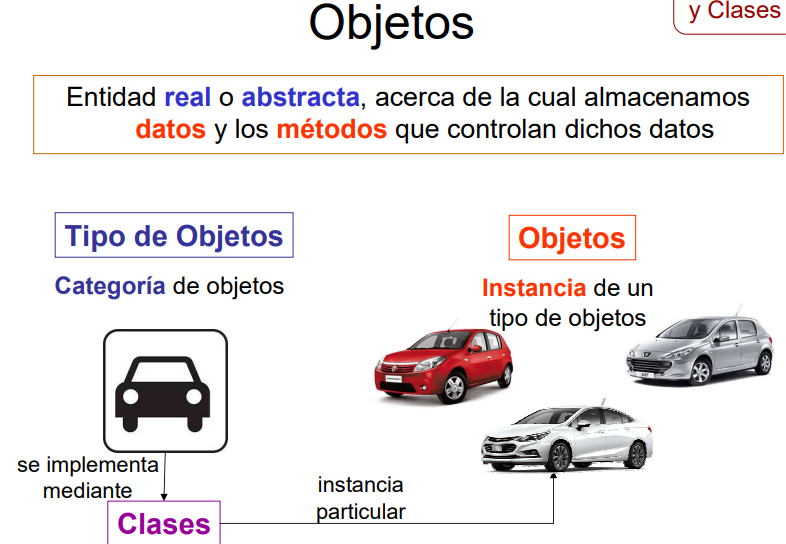 Objetos
y Clases
Entidad real o abstracta, acerca de la cual almacenamos
datos y los métodos que controlan dichos datos
Tipo de Objetos
Categoría de objetos
Objetos
Instancia de un
tipo de objetos
se implementa
mediante
Clases
instancia
particular